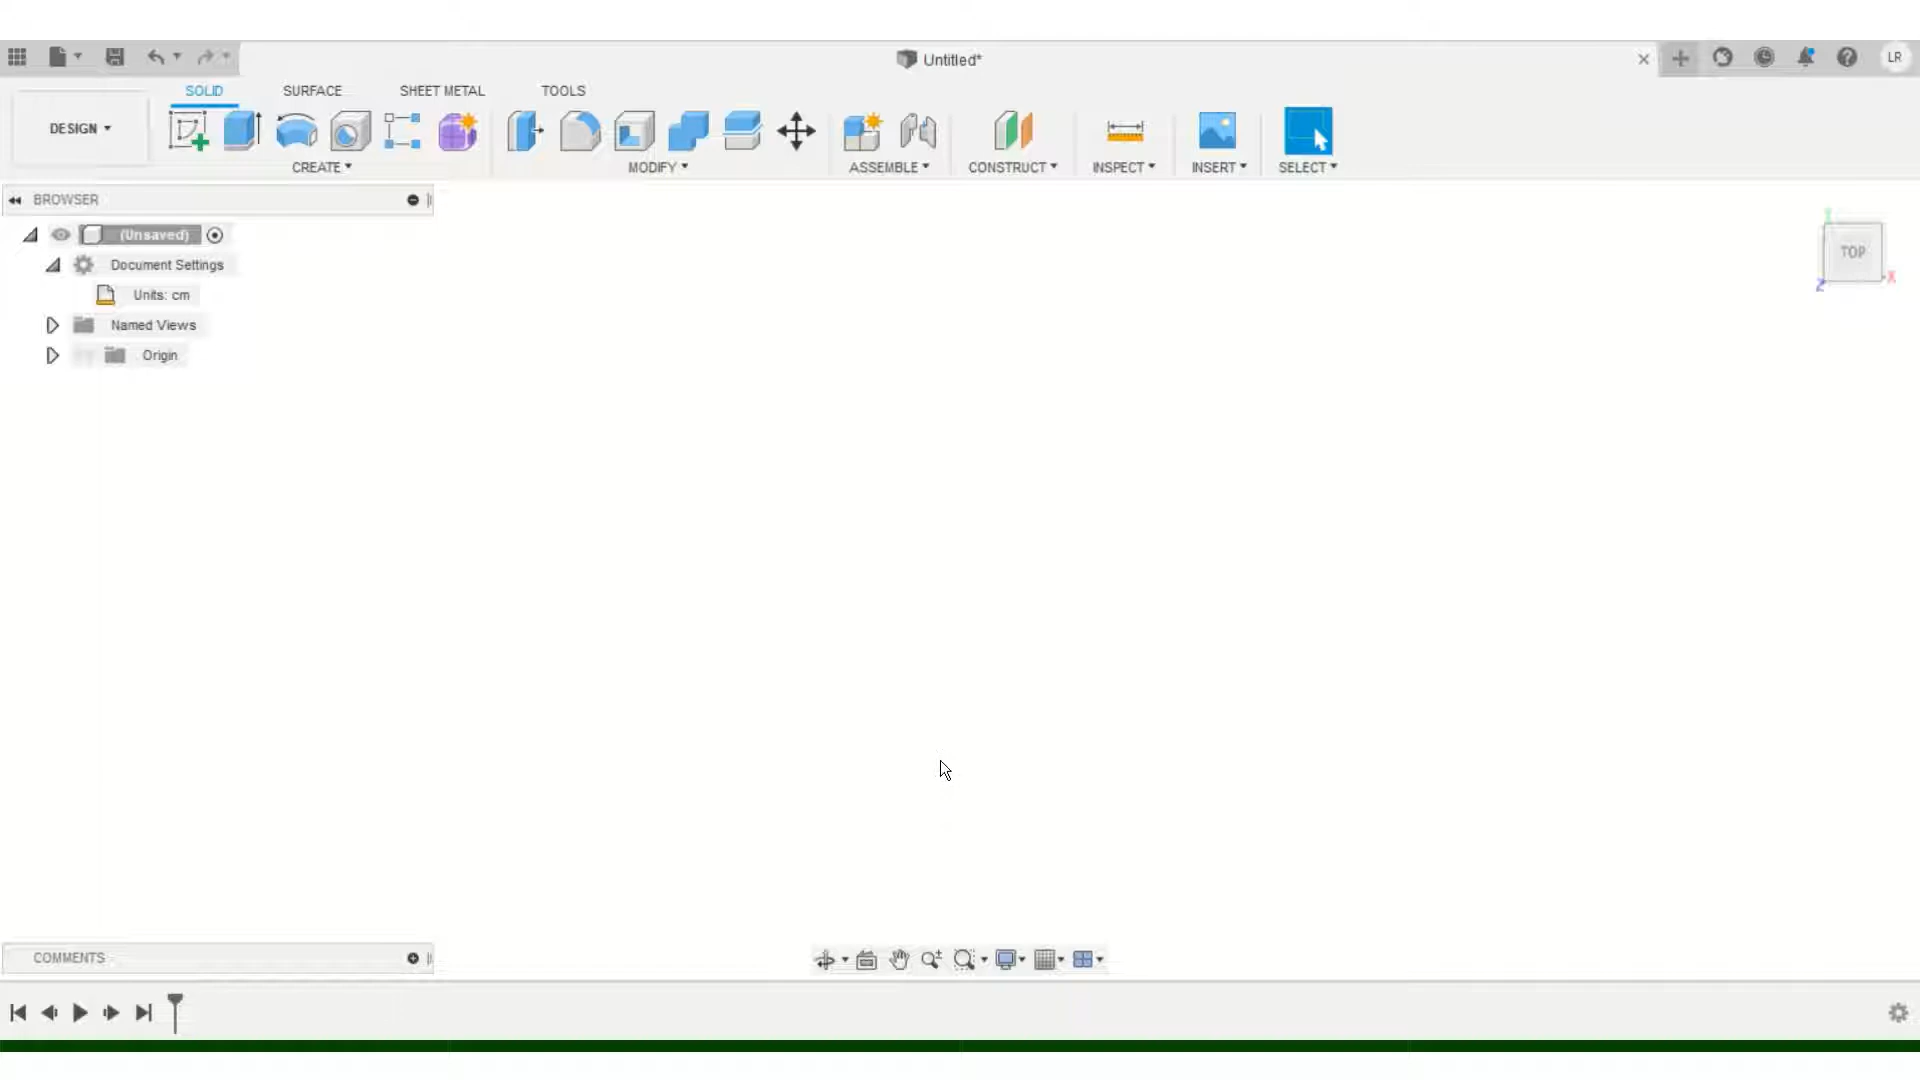 Untitled*
LR
SOLID SURFACE SHEET METAL TOOLS
DESIGN
CREATE MODIFY ASSEMBLE CONSTRUCT INSPECT INSERT SELECT
BROWSER
(Unsaved)
Document Settings
Units: cm
Named Views
Origin
TOP
Z
X
COMMENTS